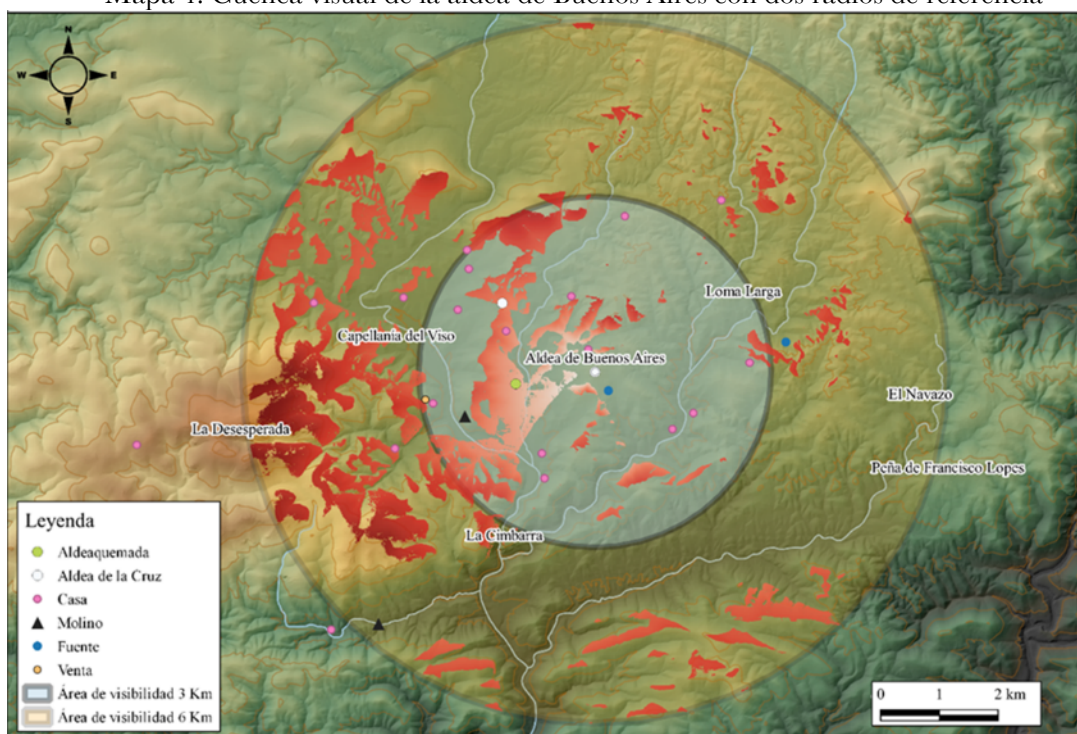 Mapa 4. Cuenca visual de la aldea de Buenos Aires con dos radios de referencia
N
W
E
S
Loma Larga
Capellanía del Viso
Aldea de Buenos Aires
El Navazo
La Desesperada
Peña de Francisco Lopes
La Cimbarra
Leyenda
Aldeaquemada
Aldea de la Cruz
Casa
Molino
Fuente
Venta
Área de visibilidad 3 Km
Área de visibilidad 6 Km
0 1 2 km